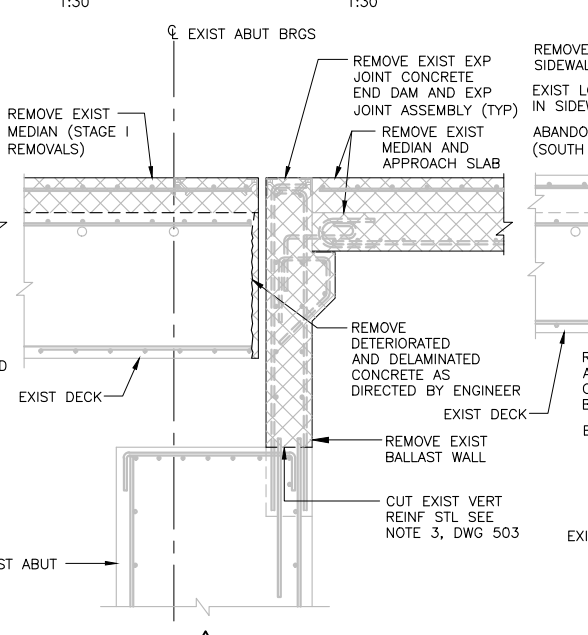 1:30
1:30
℄ EXIST ABUT BRGS
REMOVE EXIST EXP
JOINT CONCRETE
END DAM AND EXP
JOINT ASSEMBLY (TYP)
REMOVE
SIDEWAL
EXIST L
IN SIDE
ABANDO
(SOUTH
REMOVE EXIST
MEDIAN (STAGE I
REMOVALS)
REMOVE EXIST
MEDIAN AND
APPROACH SLAB
REMOVE
DETERIORATED
AND DELAMINATED
CONCRETE AS
DIRECTED BY ENGINEER
D
EXIST DECK
EXIST DECK
REMOVE EXIST
BALLAST WALL
CUT EXIST VERT
REINF STL SEE
NOTE 3, DWG 503
ST ABUT
EXI
A